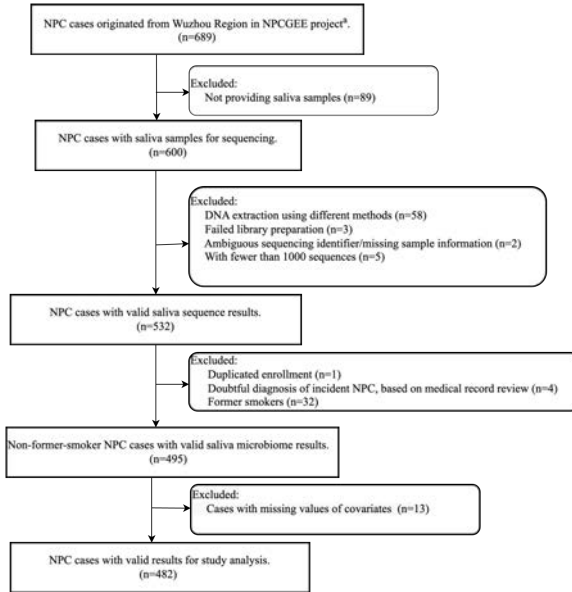 NPC cases originated from Wuzhou Region in NPCGEE projectᵃ.
(n=689)
Excluded:
Not providing saliva samples (n=89)
NPC cases with saliva samples for sequencing.
(n=600)
Excluded:
DNA extraction using different methods (n=58)
Failed library preparation (n=3)
Ambiguous sequencing identifier/missing sample information (n=2)
With fewer than 1000 sequences (n=5)
NPC cases with valid saliva sequence results.
(n=532)
Excluded:
Duplicated enrollment (n=1)
Doubtful diagnosis of incident NPC, based on medical record review (n=4)
Former smokers (n=32)
Non-former-smoker NPC cases with valid saliva microbiome results.
(n=495)
Excluded:
Cases with missing values of covariates (n=13)
NPC cases with valid results for study analysis.
(n=482)